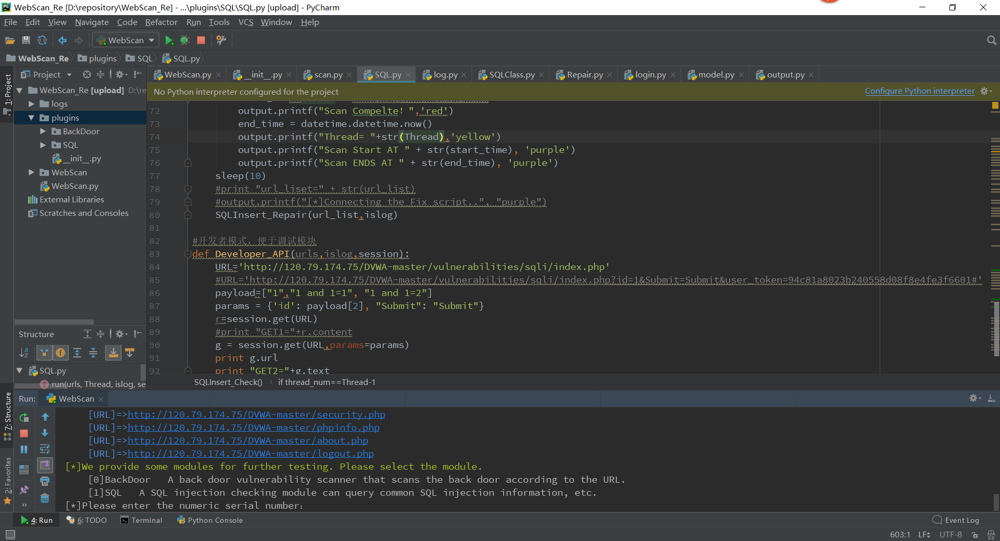 WebScan_Re [D:\repository\WebScan_Re] - ...\plugins\SQL\SQL.py [upload] - PyCharm
File Edit View Navigate Code Refactor Run Tools VCS Window Help
WebScan
WebScan_Re plugins SQL SQL.py
1: Project
Project
WebScan.py __init__.py scan.py SQL.py log.py SQLClass.py Repair.py login.py model.py output.py
WebScan_Re [upload] D:\re
logs
plugins
BackDoor
SQL
__init__.py
WebScan
WebScan.py
External Libraries
Scratches and Consoles
No Python interpreter configured for the project
Configure Python interpreter
72 output.printf("Scan Compelte! ",'red')
73 end_time = datetime.datetime.now()
74 output.printf("Thread= "+str(Thread),'yellow')
75 output.printf("Scan Start AT " + str(start_time), 'purple')
76 output.printf("Scan ENDS AT " + str(end_time), 'purple')
77 sleep(10)
78 #print "url_liset=" + str(url_list)
79 #output.printf("[*]Connecting the Fix script..", "purple")
80 SQLInsert_Repair(url_list,islog)
81
82 #开发者模式，便于调试模块
83 def Developer_API(urls,islog,session):
84 URL='http://120.79.174.75/DVWA-master/vulnerabilities/sqli/index.php'
85 #URL='http://120.79.174.75/DVWA-master/vulnerabilities/sqli/index.php?id=1&Submit=Submit&user_token=94c81a8023b240558d08f8e4fe3f6601#'
86 payload=["1","1 and 1=1", "1 and 1=2"]
87 params = {'id': payload[2], "Submit": "Submit"}
88 r=session.get(URL)
89 #print "GET1="+r.content
90 g = session.get(URL,params=params)
91 print g.url
92 print "GET2="+g.text
SQLInsert_Check() › if thread_num==Thread-1
Structure
SQL.py
run(urls, Thread, islog, se
7: Structure
2: Favorites
Run: WebScan
[URL]=>http://120.79.174.75/DVWA-master/security.php
[URL]=>http://120.79.174.75/DVWA-master/phpinfo.php
[URL]=>http://120.79.174.75/DVWA-master/about.php
[URL]=>http://120.79.174.75/DVWA-master/logout.php
[*]We provide some modules for further testing. Please select the module.
[0]BackDoor A back door vulnerability scanner that scans the back door according to the URL.
[1]SQL A SQL injection checking module can query common SQL injection information, etc.
[*]Please enter the numeric serial number:
4: Run 6: TODO Terminal Python Console Event Log
603:1 LF UTF-8